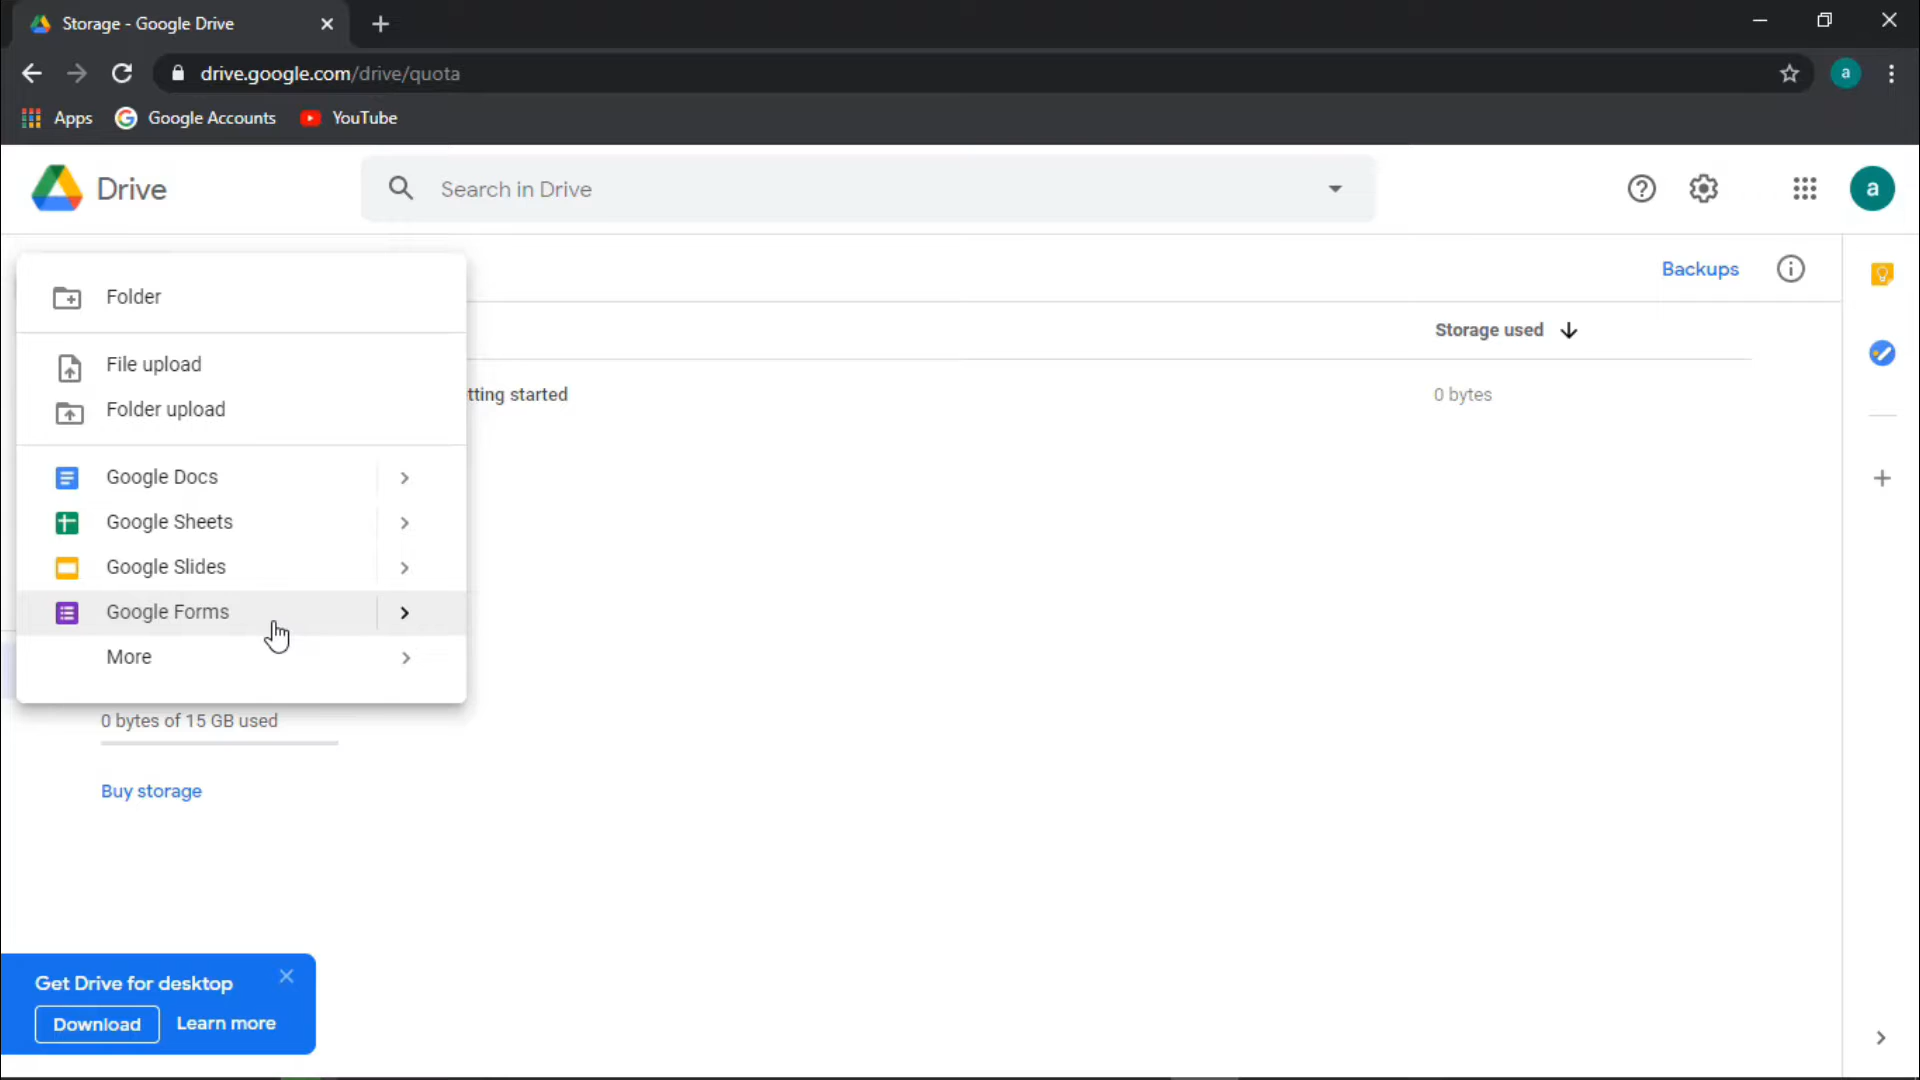 Storage - Google Drive
drive.google.com/drive/quota
a
Apps
Google Accounts
YouTube
Drive
Search in Drive
a
Folder
Backups
Storage used
File upload
tting started
0 bytes
Folder upload
Google Docs
Google Sheets
Google Slides
Google Forms
More
0 bytes of 15 GB used
Buy storage
Get Drive for desktop
Download
Learn more